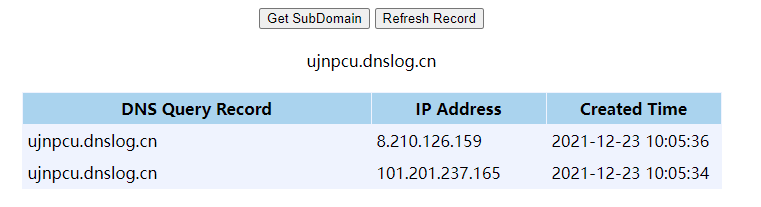 Get SubDomain Refresh Record
ujnpcu.dnslog.cn
DNS Query Record IP Address Created Time
ujnpcu.dnslog.cn 8.210.126.159 2021-12-23 10:05:36
ujnpcu.dnslog.cn 101.201.237.165 2021-12-23 10:05:34